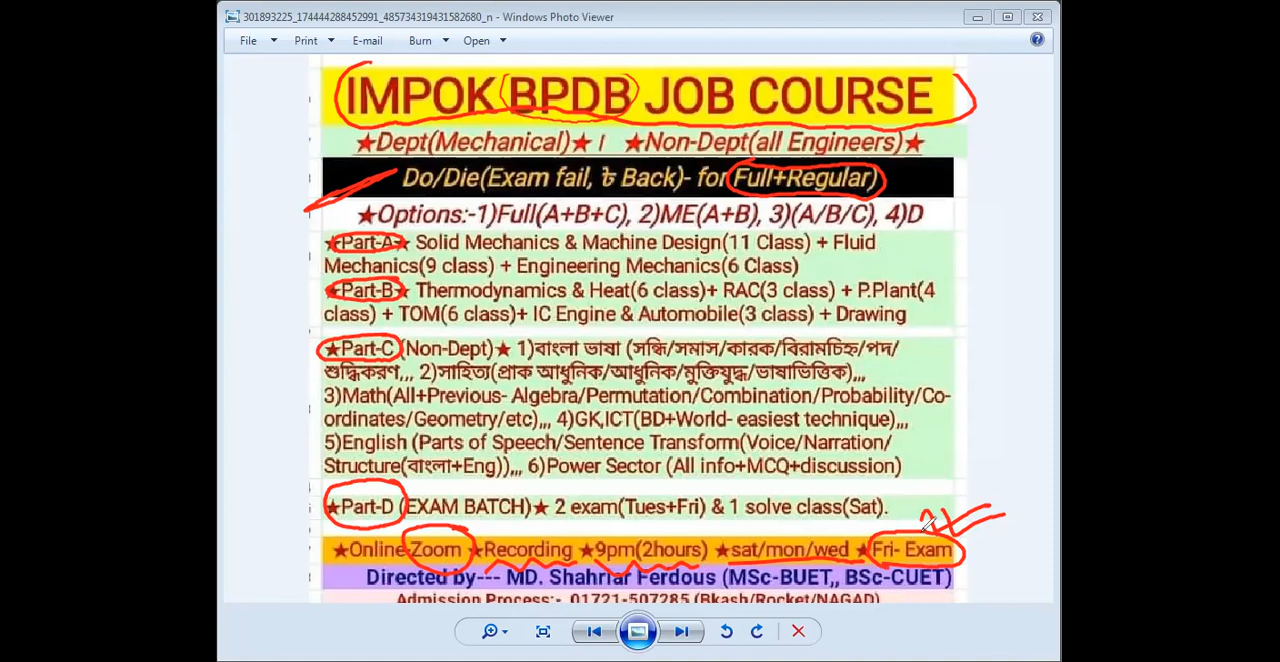 301893225_174444288452991_485734319431582680_n - Windows Photo Viewer
File Print E-mail Burn Open
IMPOK BPDB JOB COURSE
★Dept(Mechanical)★ । ★Non-Dept(all Engineers)★
Do/Die(Exam fail, ৳ Back)- for Full+Regular)
★Options:-1)Full(A+B+C), 2)ME(A+B), 3)(A/B/C), 4)D
★Part-A★ Solid Mechanics & Machine Design(11 Class) + Fluid
Mechanics(9 class) + Engineering Mechanics(6 Class)
★Part-B★ Thermodynamics & Heat(6 class)+ RAC(3 class) + P.Plant(4
class) + TOM(6 class)+ IC Engine & Automobile(3 class) + Drawing
★Part-C (Non-Dept)★ 1)বাংলা ভাষা (সন্ধি/সমাস/কারক/বিরামচিহ্ন/পদ/
শুদ্ধিকরণ,,, 2)সাহিত্য(প্রাক আধুনিক/আধুনিক/মুক্তিযুদ্ধ/ভাষাভিত্তিক),,,
3)Math(All+Previous- Algebra/Permutation/Combination/Probability/Co-
ordinates/Geometry/etc),,, 4)GK,ICT(BD+World- easiest technique),,,
5)English (Parts of Speech/Sentence Transform(Voice/Narration/
Structure(বাংলা+Eng)),,, 6)Power Sector (All info+MCQ+discussion)
★Part-D (EXAM BATCH)★ 2 exam(Tues+Fri) & 1 solve class(Sat).
★Online Zoom ★Recording ★9pm(2hours) ★sat/mon/wed ★Fri- Exam
Directed by--- MD. Shahriar Ferdous (MSc-BUET,, BSc-CUET)
Admission Process:- 01721-507285 (Bkash/Rocket/NAGAD)